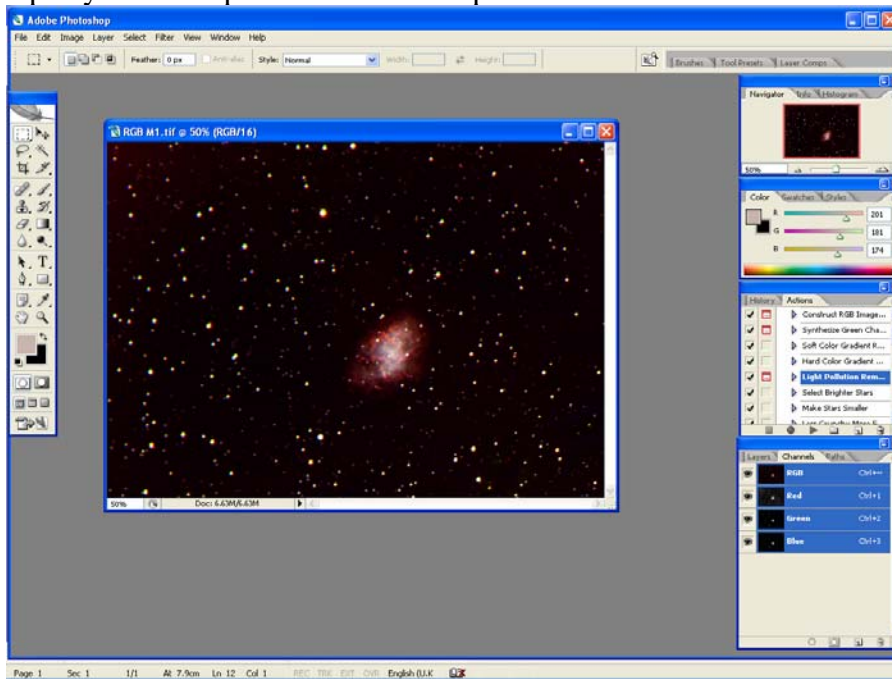 Adobe Photoshop
File Edit Image Layer Select Filter View Window Help
Feather: 0 px Anti-alias Style: Normal Width: Height:
Brushes Tool Presets Layer Comps
Navigator Info Histogram
50%
RGB M1.tif @ 50% (RGB/16)
Color Swatches Styles
R 201
G 181
B 174
History Actions
Construct RGB Image...
Synthesize Green Cha...
Soft Color Gradient R...
Hard Color Gradient ...
Light Pollution Rem...
Select Brighter Stars
Make Stars Smaller
Layers Channels Paths
RGB Ctrl+~
Red Ctrl+1
Green Ctrl+2
Blue Ctrl+3
50% Doc: 6.63M/6.63M
Page 1 Sec 1 1/1 At 7.9cm Ln 12 Col 1 REC TRK EXT OVR English (U.K